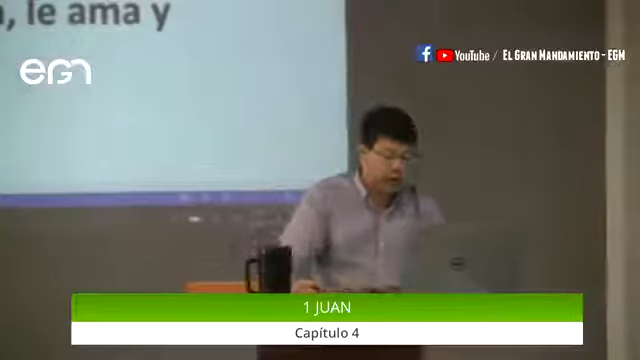 , le ama y
EGM
YouTube / EL GRAN MANDAMIENTO - EGM
1 JUAN
Capítulo 4